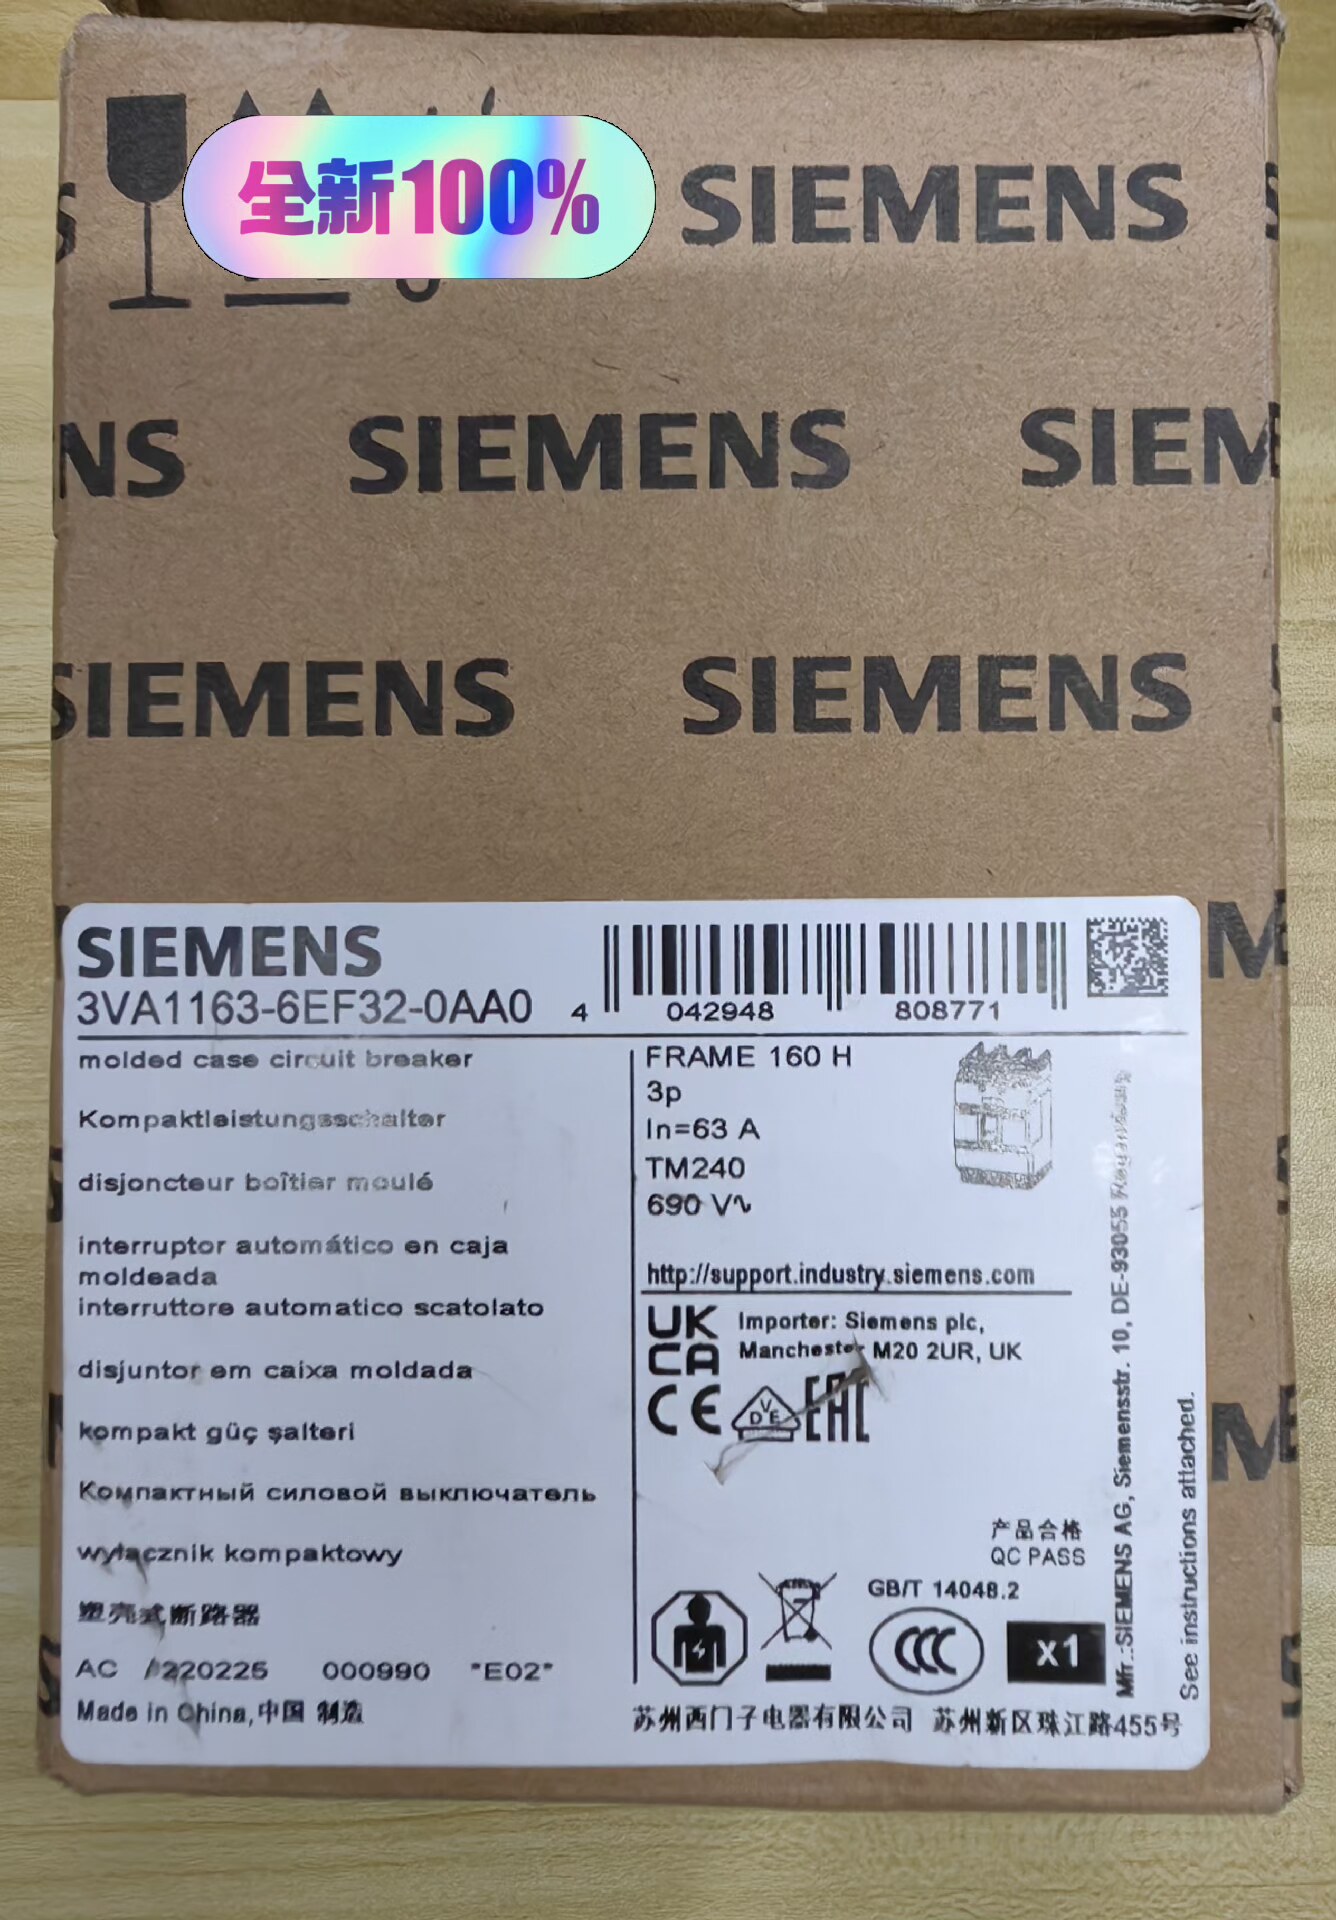 全新100%
SIEMENS
NS SIEMENS SIEM
SIEMENS SIEMENS
SIEMENS
3VA1163-6EF32-0AA0
4 042948 808771
molded case circuit breaker
Kompaktleistungsschalter
disjoncteur boîtier moulé
interruptor automático en caja
moldeada
interruttore automatico scatolato
disjuntor em caixa moldada
kompakt güç şalteri
Компактный силовой выключатель
wyłącznik kompaktowy
塑壳式断路器
AC /220225 000990 "E02"
Made in China,中国 制造
FRAME 160 H
3p
In=63 A
TM240
690 V~
http://support.industry.siemens.com
UK
CA
Importer: Siemens plc,
Manchester M20 2UR, UK
CE
VDE
EAC
产品合格
QC PASS
GB/T 14048.2
CCC
x1
苏州西门子电器有限公司 苏州新区珠江路455号
Mfr.:SIEMENS AG, Siemensstr. 10, DE-93055 Regensburg
See instructions attached.
M
M